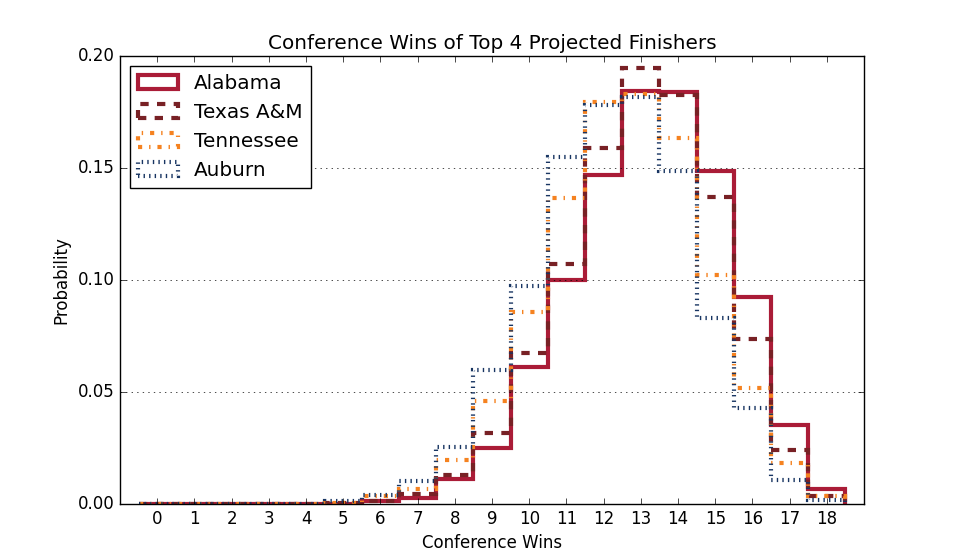 Conference Wins of Top 4 Projected Finishers
0.20
Alabama
Texas A&M
Tennessee
Auburn
0.15
0.10
Probability
0.05
0.00
0 1 2 3 4 5 6 7 8 9 10 11 12 13 14 15 16 17 18
Conference Wins